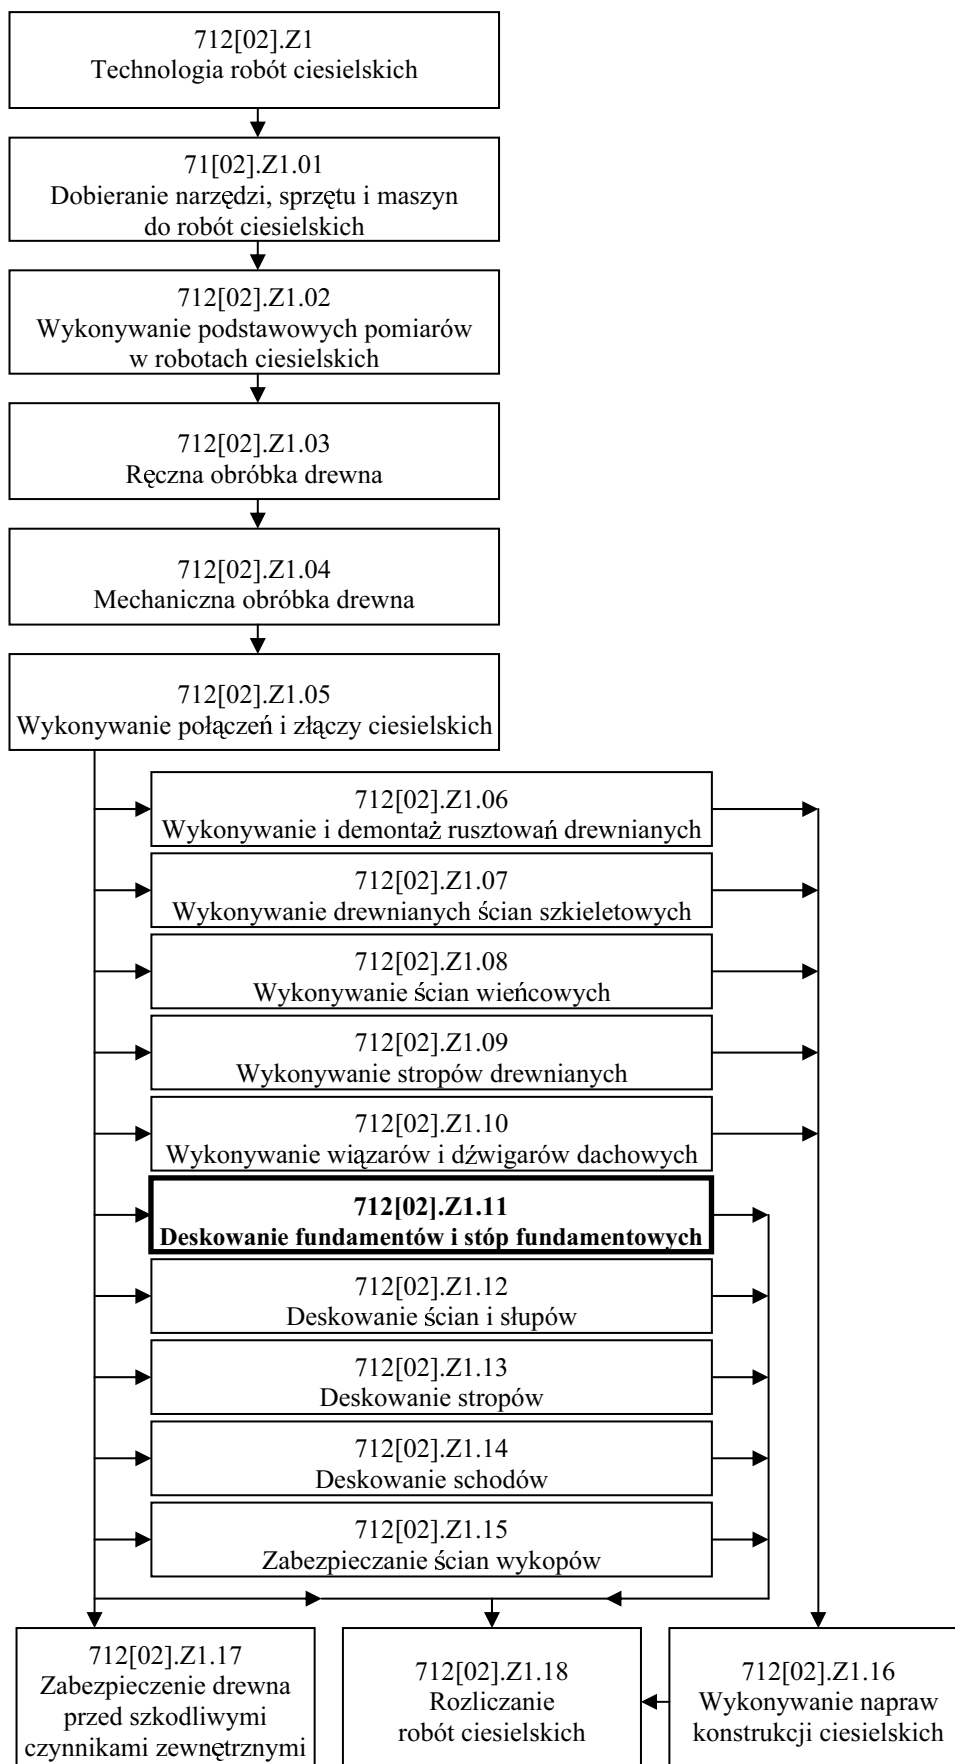 712[02].Z1
Technologia robót ciesielskich
71[02].Z1.01
Dobieranie narzędzi, sprzętu i maszyn
do robót ciesielskich
712[02].Z1.02
Wykonywanie podstawowych pomiarów
w robotach ciesielskich
712[02].Z1.03
Ręczna obróbka drewna
712[02].Z1.04
Mechaniczna obróbka drewna
712[02].Z1.05
Wykonywanie połączeń i złączy ciesielskich
712[02].Z1.06
Wykonywanie i demontaż rusztowań drewnianych
712[02].Z1.07
Wykonywanie drewnianych ścian szkieletowych
712[02].Z1.08
Wykonywanie ścian wieńcowych
712[02].Z1.09
Wykonywanie stropów drewnianych
712[02].Z1.10
Wykonywanie wiązarów i dźwigarów dachowych
712[02].Z1.11
Deskowanie fundamentów i stóp fundamentowych
712[02].Z1.12
Deskowanie ścian i słupów
712[02].Z1.13
Deskowanie stropów
712[02].Z1.14
Deskowanie schodów
712[02].Z1.15
Zabezpieczanie ścian wykopów
712[02].Z1.17
Zabezpieczenie drewna
przed szkodliwymi
czynnikami zewnętrznymi
712[02].Z1.18
Rozliczanie
robót ciesielskich
712[02].Z1.16
Wykonywanie napraw
konstrukcji ciesielskich